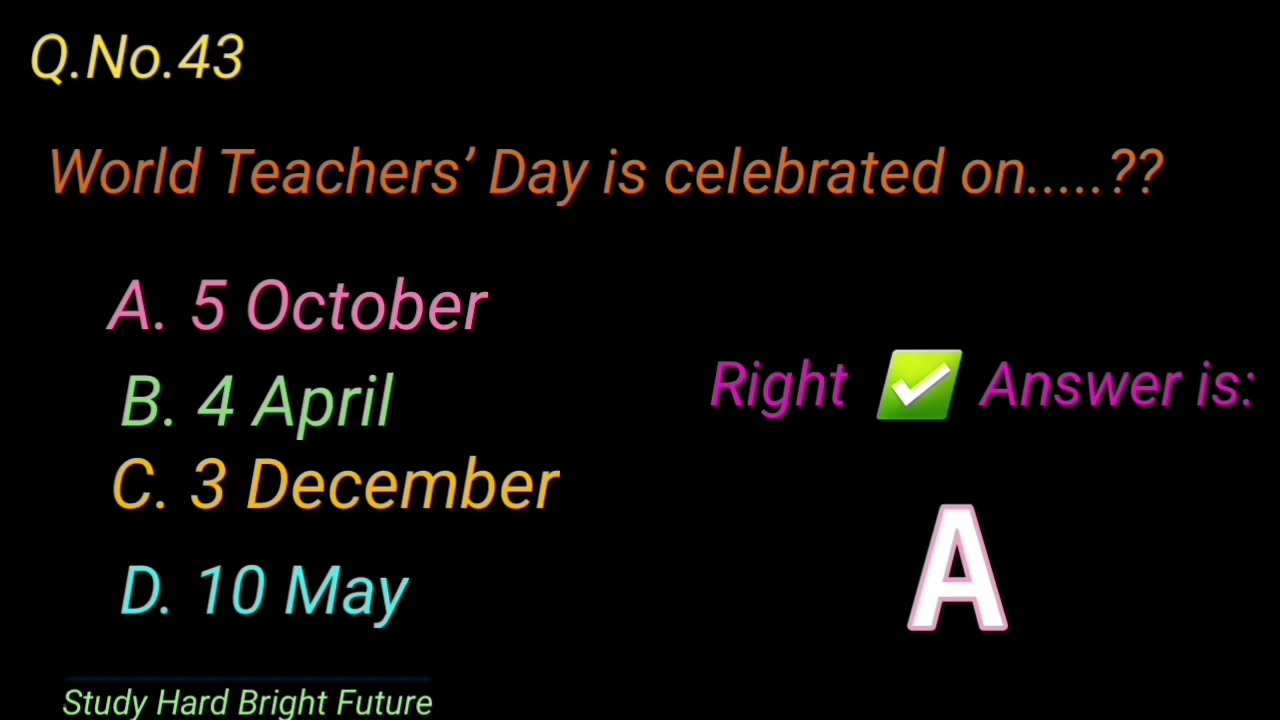 Q.No.43
World Teachers’ Day is celebrated on.....??
A. 5 October
B. 4 April
C. 3 December
D. 10 May
Right ✅ Answer is:
A
Study Hard Bright Future